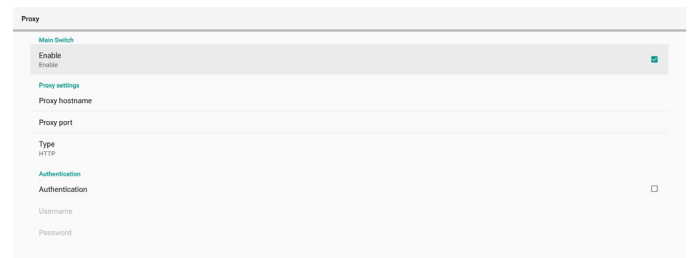 Proxy
Main Switch
Enable
Enable
Proxy settings
Proxy hostname
Proxy port
Type
HTTP
Authentication
Authentication
Username
Password